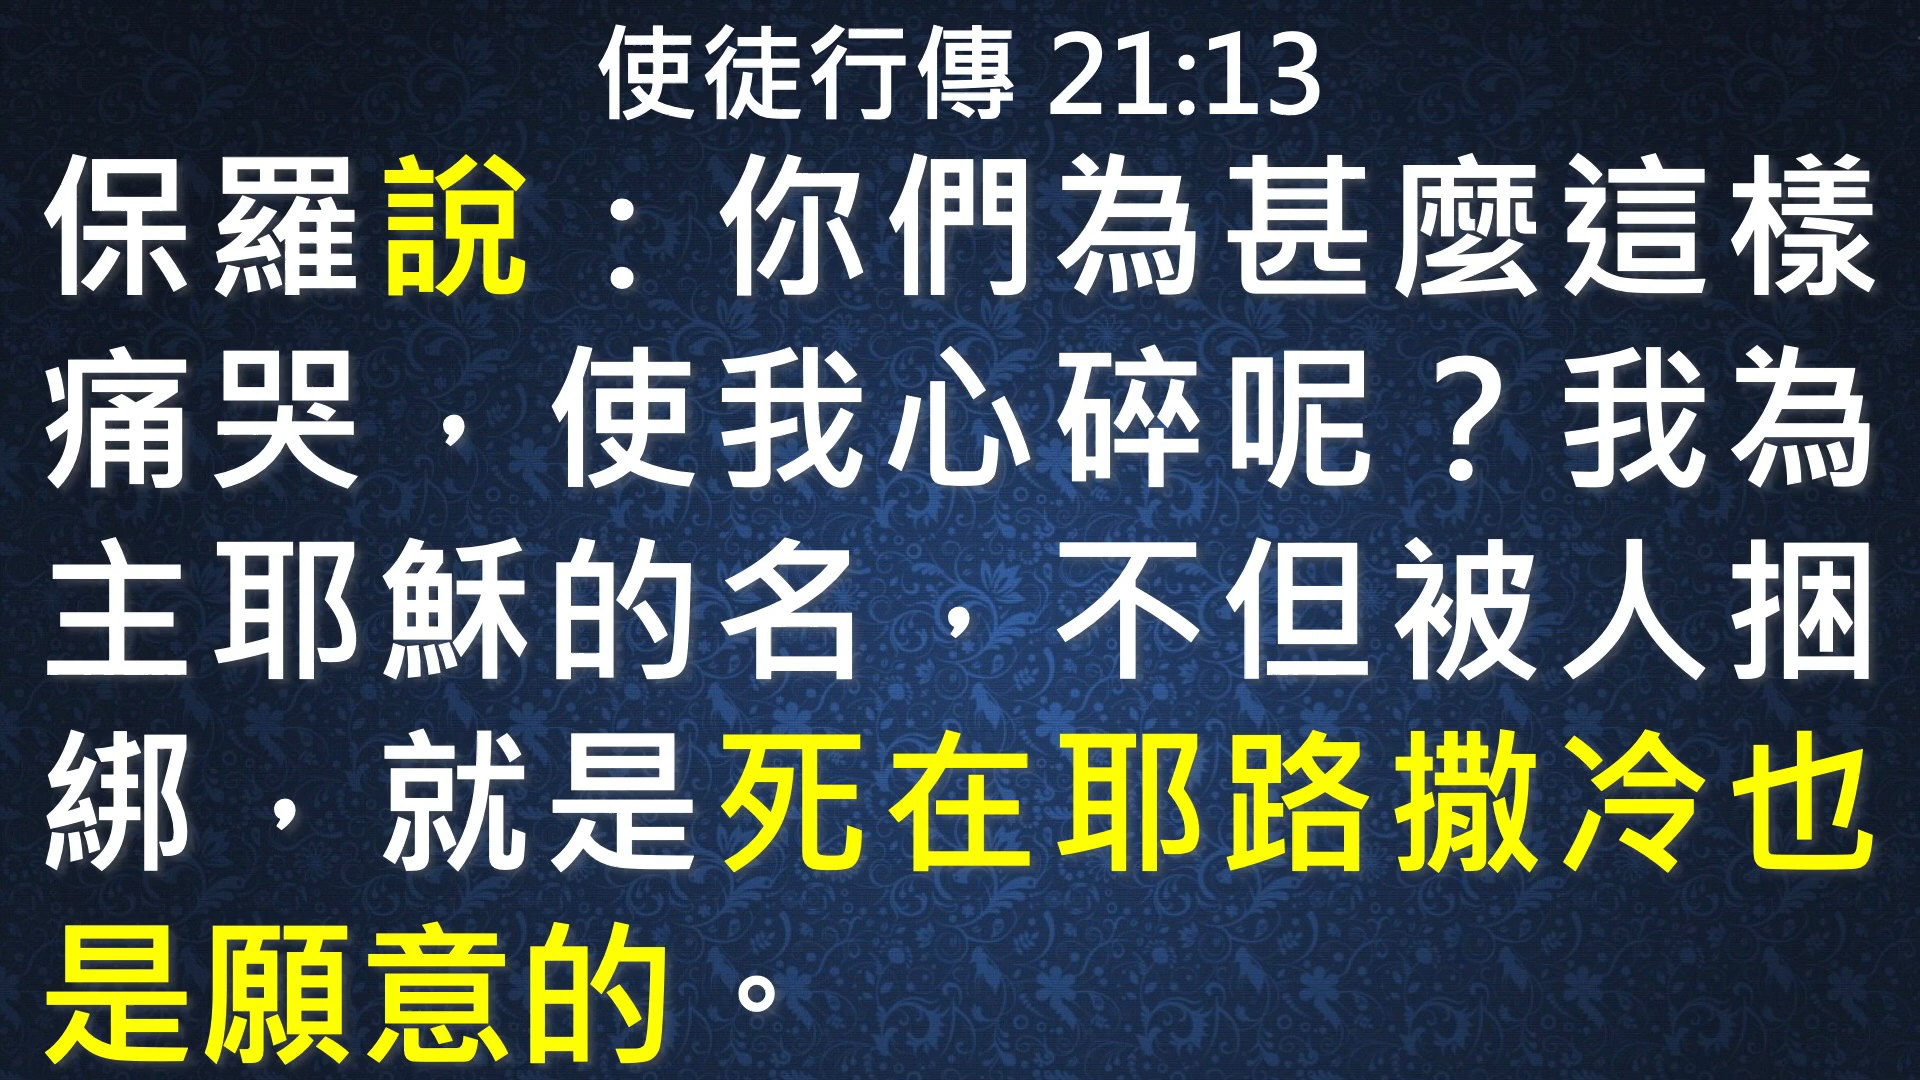 使徒行傳 21:13
保羅說：你們為甚麼這樣
痛哭，使我心碎呢？我為
主耶穌的名，不但被人捆
綁，就是死在耶路撒冷也
是願意的。